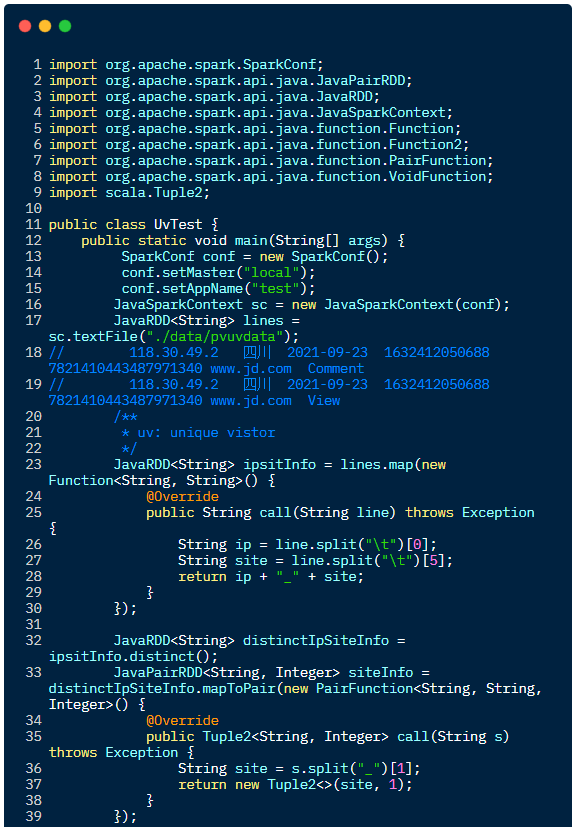 1 import org.apache.spark.SparkConf;
2 import org.apache.spark.api.java.JavaPairRDD;
3 import org.apache.spark.api.java.JavaRDD;
4 import org.apache.spark.api.java.JavaSparkContext;
5 import org.apache.spark.api.java.function.Function;
6 import org.apache.spark.api.java.function.Function2;
7 import org.apache.spark.api.java.function.PairFunction;
8 import org.apache.spark.api.java.function.VoidFunction;
9 import scala.Tuple2;
10
11 public class UvTest {
12     public static void main(String[] args) {
13          SparkConf conf = new SparkConf();
14          conf.setMaster("local");
15          conf.setAppName("test");
16         JavaSparkContext sc = new JavaSparkContext(conf);
17         JavaRDD<String> lines =
sc.textFile("./data/pvuvdata");
18 //        118.30.49.2   四川  2021-09-23  1632412050688
7821410443487971340 www.jd.com  Comment
19 //        118.30.49.2   四川  2021-09-23  1632412050688
7821410443487971340 www.jd.com  View
20         /**
21          * uv: unique vistor
22          */
23         JavaRDD<String> ipsitInfo = lines.map(new
Function<String, String>() {
24             @Override
25             public String call(String line) throws Exception
{
26                 String ip = line.split("\t")[0];
27                 String site = line.split("\t")[5];
28                 return ip + "_" + site;
29             }
30         });
31
32         JavaRDD<String> distinctIpSiteInfo =
ipsitInfo.distinct();
33         JavaPairRDD<String, Integer> siteInfo =
distinctIpSiteInfo.mapToPair(new PairFunction<String, String,
Integer>() {
34             @Override
35             public Tuple2<String, Integer> call(String s)
throws Exception {
36                 String site = s.split("_")[1];
37                 return new Tuple2<>(site, 1);
38             }
39         });